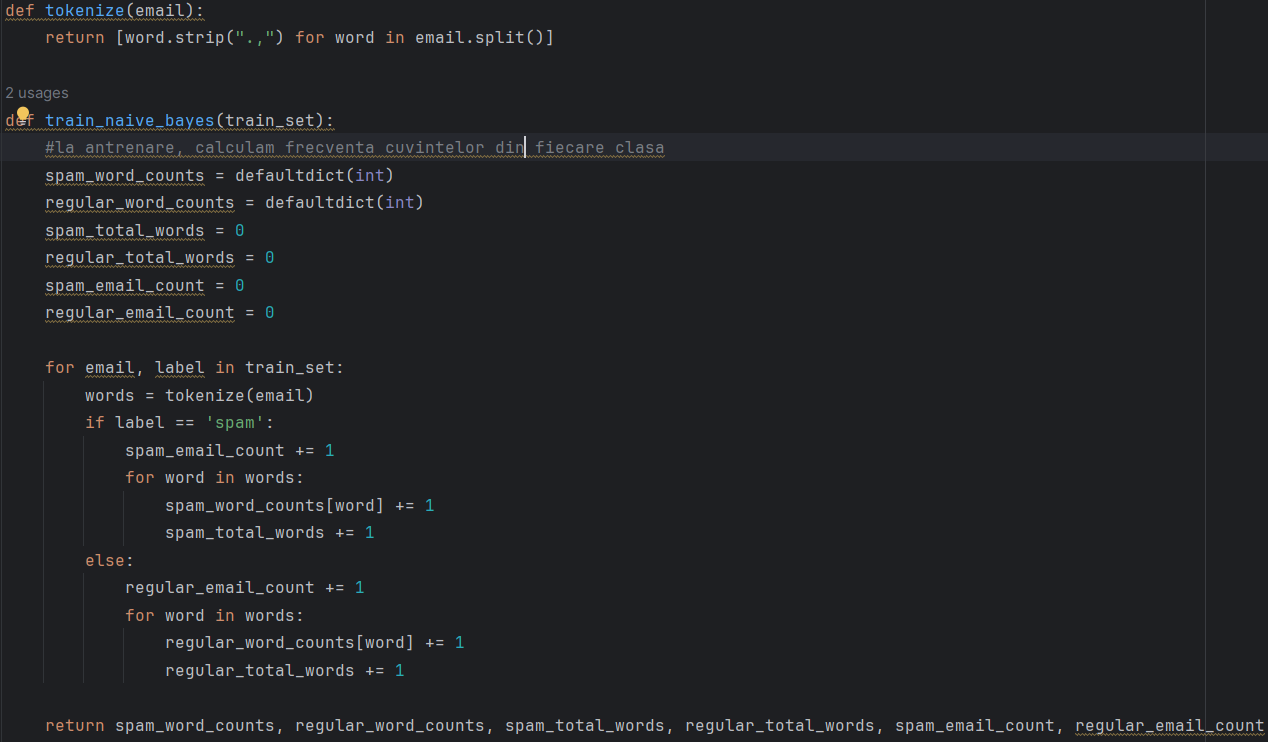 def tokenize(email):
    return [word.strip(".,") for word in email.split()]
2 usages
def train_naive_bayes(train_set):
    #la antrenare, calculam frecventa cuvintelor din fiecare clasa
    spam_word_counts = defaultdict(int)
    regular_word_counts = defaultdict(int)
    spam_total_words = 0
    regular_total_words = 0
    spam_email_count = 0
    regular_email_count = 0
    for email, label in train_set:
        words = tokenize(email)
        if label == 'spam':
            spam_email_count += 1
            for word in words:
                spam_word_counts[word] += 1
                spam_total_words += 1
        else:
            regular_email_count += 1
            for word in words:
                regular_word_counts[word] += 1
                regular_total_words += 1
    return spam_word_counts, regular_word_counts, spam_total_words, regular_total_words, spam_email_count, regular_email_count